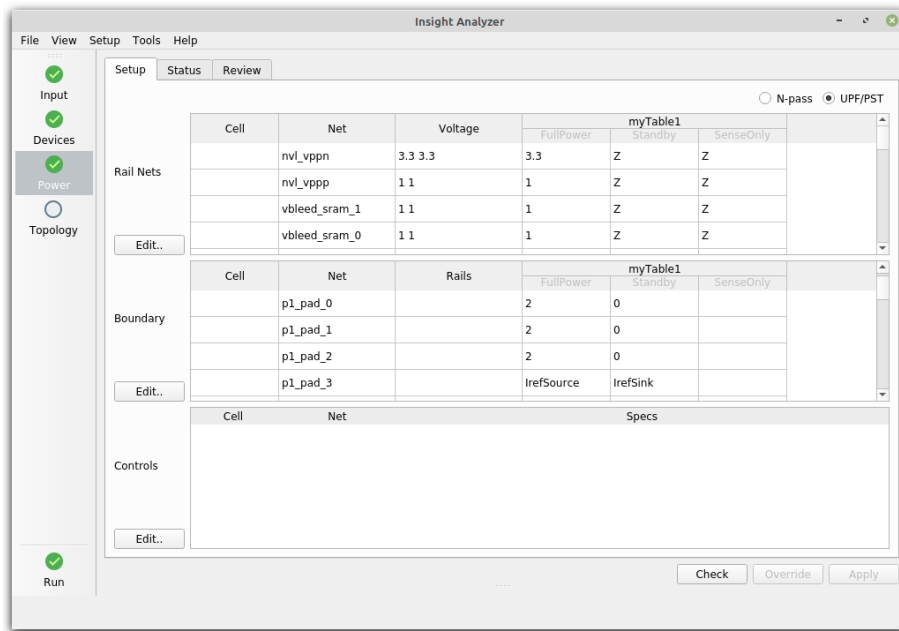 Insight Analyzer
File View Setup Tools Help
Input
Devices
Power
Topology
Run
Setup Status Review
N-pass UPF/PST
Rail Nets
Edit..
Cell Net Voltage myTable1
FullPower Standby SenseOnly
nvl_vppn 3.3 3.3 3.3 Z Z
nvl_vppp 1 1 1 Z Z
vbleed_sram_1 1 1 1 Z Z
vbleed_sram_0 1 1 1 Z Z
Boundary
Edit..
Cell Net Rails myTable1
FullPower Standby SenseOnly
p1_pad_0 2 0
p1_pad_1 2 0
p1_pad_2 2 0
p1_pad_3 IrefSource IrefSink
Controls
Edit..
Cell Net Specs
Check Override Apply